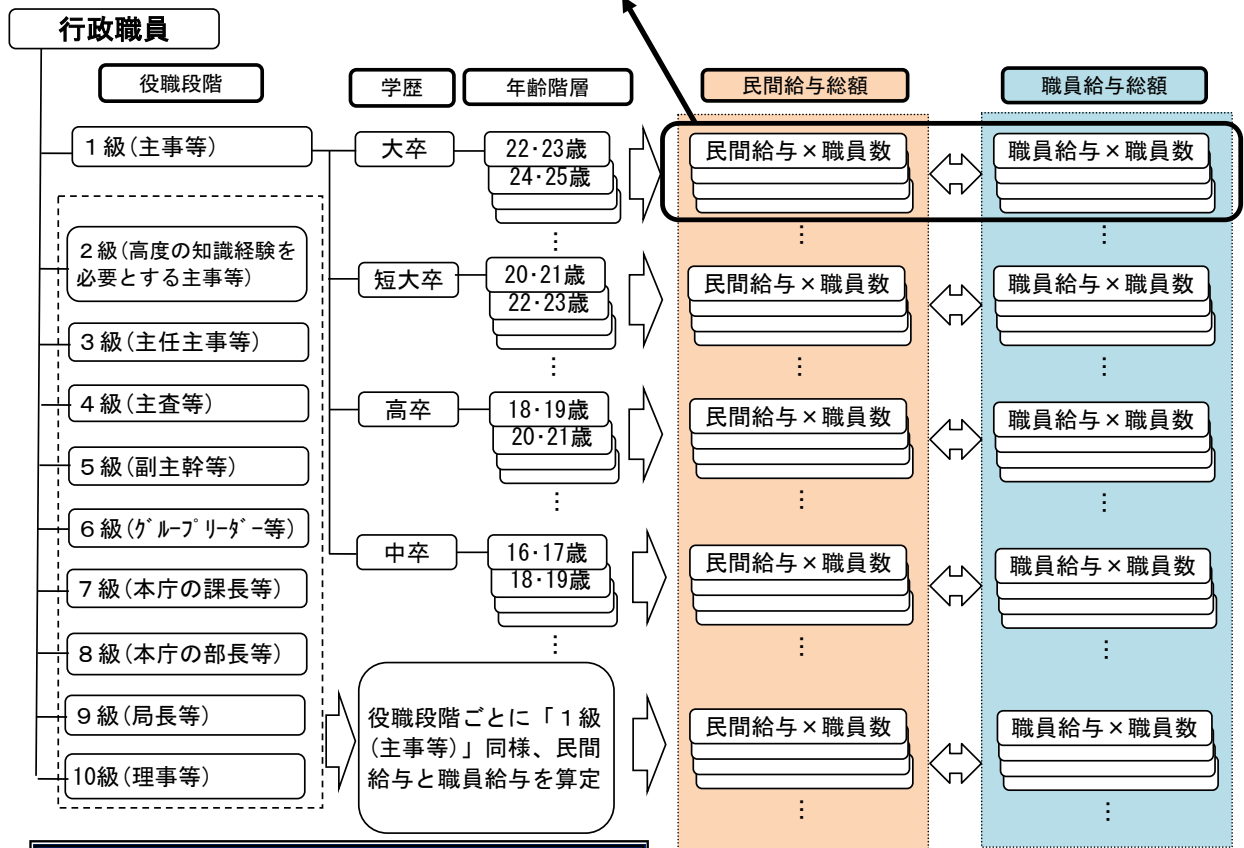 行政職員
役職段階
学歴
年齢階層
民間給与総額
職員給与総額
１級(主事等)
大卒
22･23歳
24･25歳
⋮
民間給与×職員数
⋮
職員給与×職員数
⋮
２級(高度の知識経験を
必要とする主事等)
短大卒
20･21歳
22･23歳
⋮
民間給与×職員数
⋮
職員給与×職員数
⋮
３級(主任主事等)
４級(主査等)
高卒
18･19歳
20･21歳
⋮
民間給与×職員数
⋮
職員給与×職員数
⋮
５級(副主幹等)
６級(ｸﾞﾙｰﾌﾟﾘｰﾀﾞｰ等)
中卒
16･17歳
18･19歳
⋮
民間給与×職員数
⋮
職員給与×職員数
⋮
７級(本庁の課長等)
８級(本庁の部長等)
９級(局長等)
10級(理事等)
役職段階ごとに「１級
(主事等)」同様、民間
給与と職員給与を算定
民間給与×職員数
⋮
職員給与×職員数
⋮